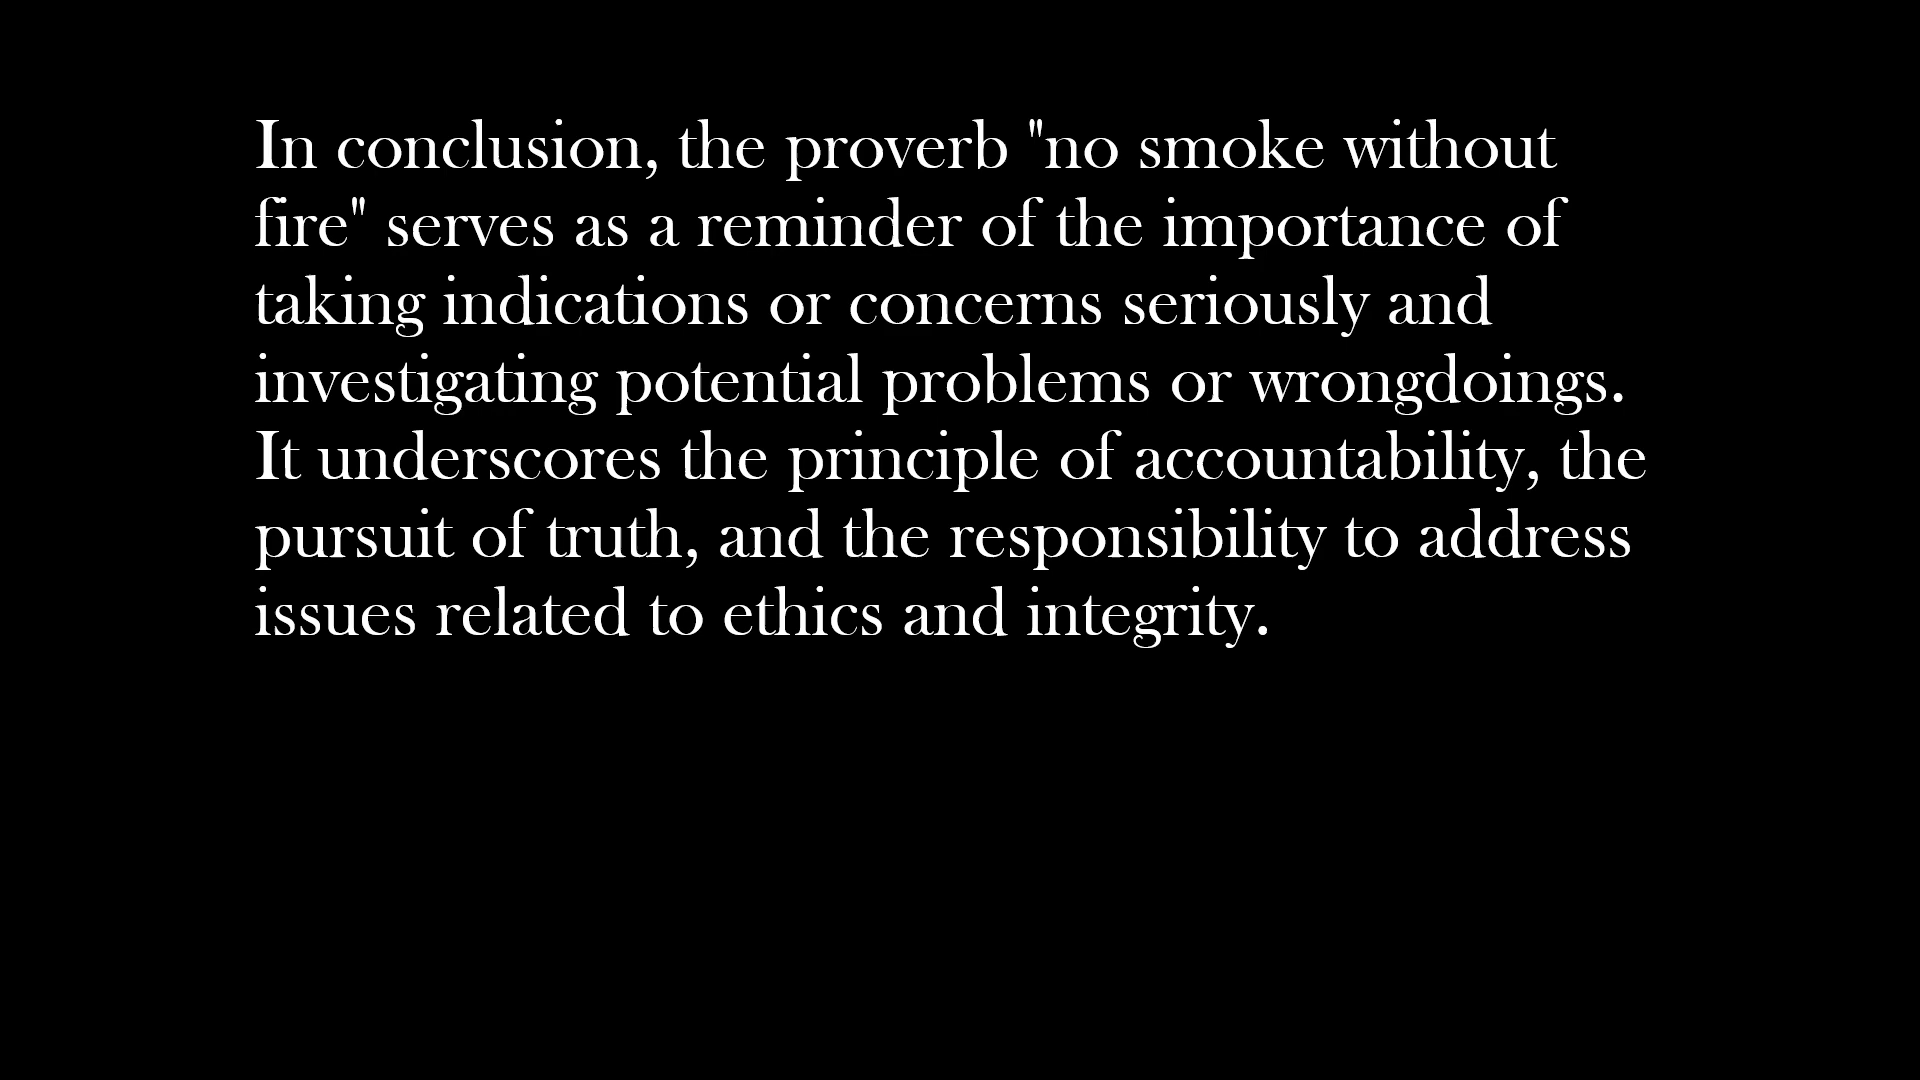 In conclusion, the proverb "no smoke without
fire" serves as a reminder of the importance of
taking indications or concerns seriously and
investigating potential problems or wrongdoings.
It underscores the principle of accountability, the
pursuit of truth, and the responsibility to address
issues related to ethics and integrity.